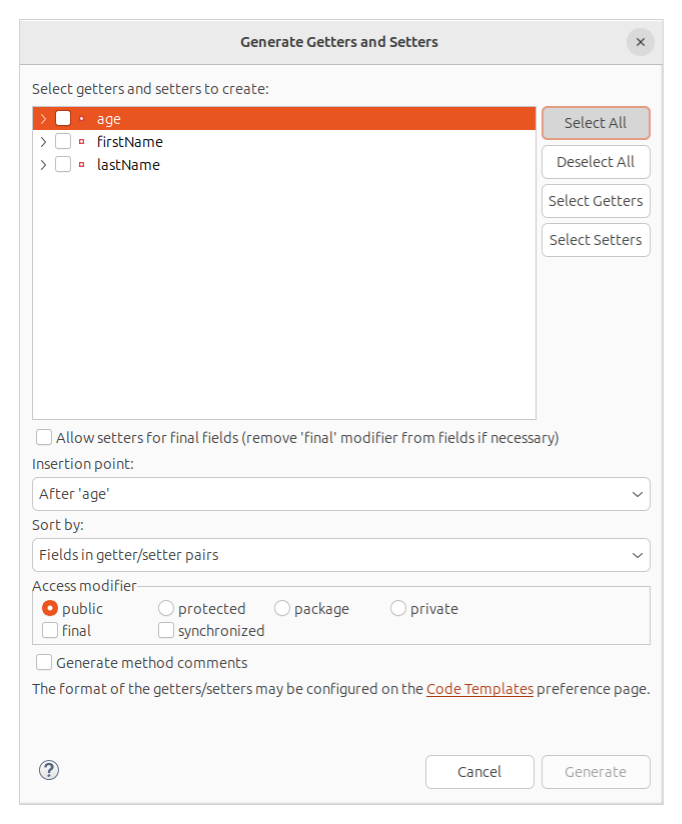 Generate Getters and Setters
Select getters and setters to create:
age
firstName
lastName
Select All
Deselect All
Select Getters
Select Setters
Allow setters for final fields (remove 'final' modifier from fields if necessary)
Insertion point:
After 'age'
Sort by:
Fields in getter/setter pairs
Access modifier
public protected package private
final synchronized
Generate method comments
The format of the getters/setters may be configured on the Code Templates preference page.
? Cancel Generate